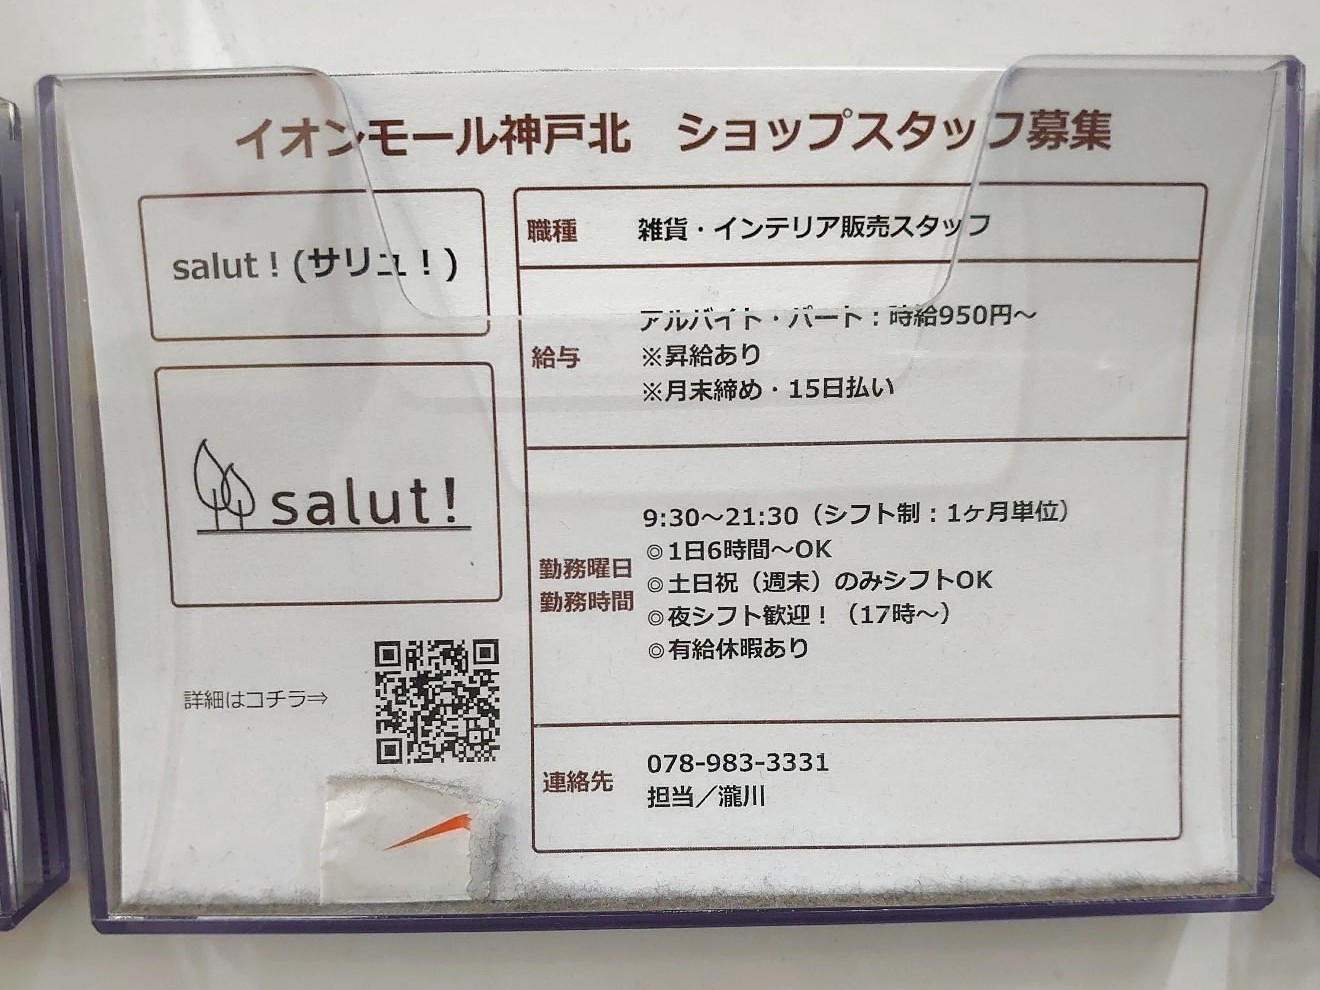 イオンモール神戸北　ショップスタッフ募集
salut！(サリュ！)
salut!
詳細はコチラ⇒
職種
雑貨・インテリア販売スタッフ
給与
アルバイト・パート：時給950円～
※昇給あり
※月末締め・15日払い
勤務曜日
勤務時間
9:30～21:30（シフト制：1ヶ月単位）
◎1日6時間～OK
◎土日祝（週末）のみシフトOK
◎夜シフト歓迎！（17時～）
◎有給休暇あり
連絡先
078-983-3331
担当／瀧川